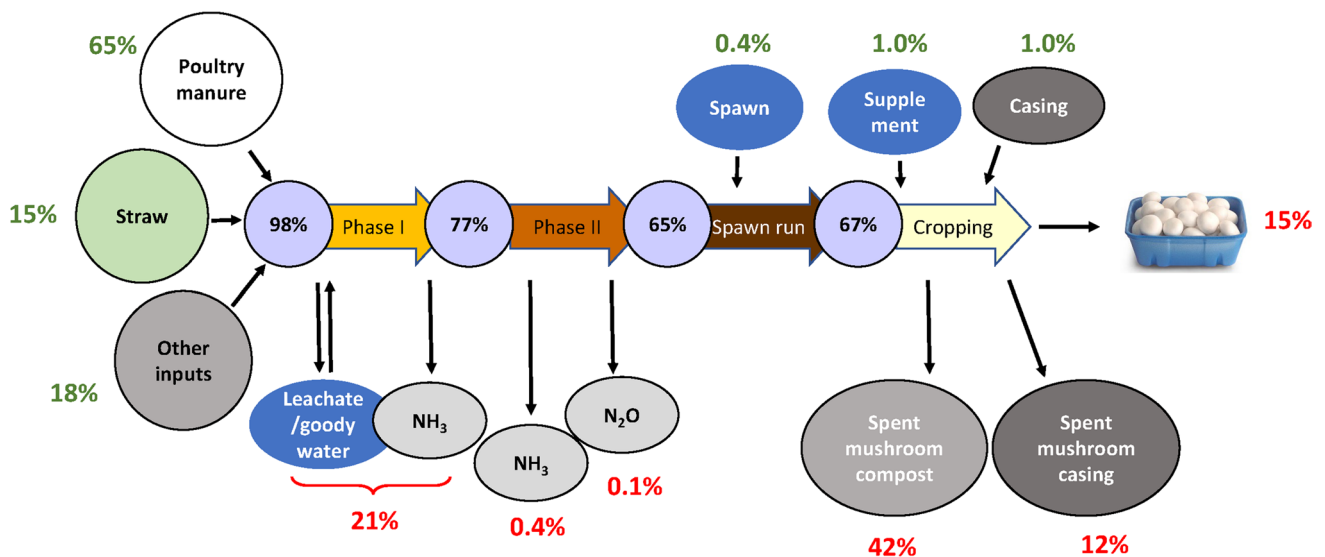 65%
Poultry
manure
0.4%
1.0%
1.0%
Spawn
Supple
ment
Casing
15%
Straw
98%
Phase I
77%
Phase II
65%
Spawn run
67%
Cropping
15%
Other
inputs
18%
Leachate
/goody
water
NH₃
NH₃
N₂O
21%
0.4%
0.1%
Spent
mushroom
compost
Spent
mushroom
casing
42%
12%